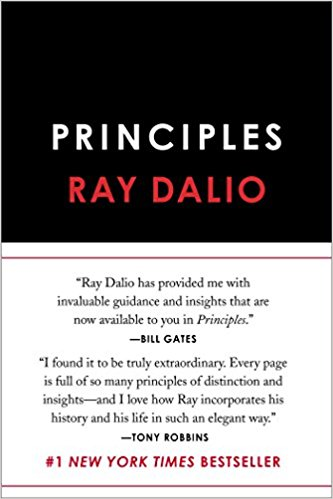 PRINCIPLES
RAY DALIO
“Ray Dalio has provided me with
invaluable guidance and insights that are
now available to you in Principles.”
—BILL GATES
“I found it to be truly extraordinary. Every page
is full of so many principles of distinction and
insights—and I love how Ray incorporates his
history and his life in such an elegant way.”
—TONY ROBBINS
#1 NEW YORK TIMES BESTSELLER